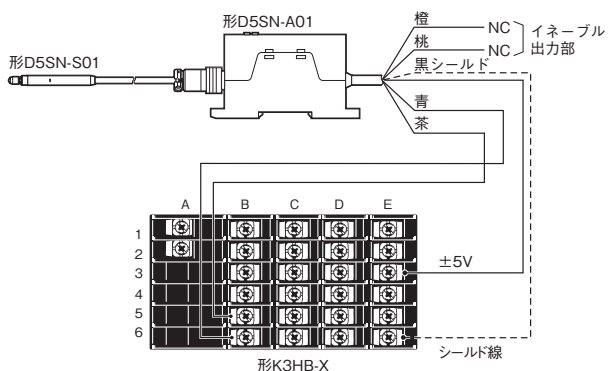 形D5SN-A01
形D5SN-S01
橙
NC
イネーブル
出力部
桃
NC
黒シールド
青
茶
A B C D E
1
2
3
4
5
6
±5V
シールド線
形K3HB-X